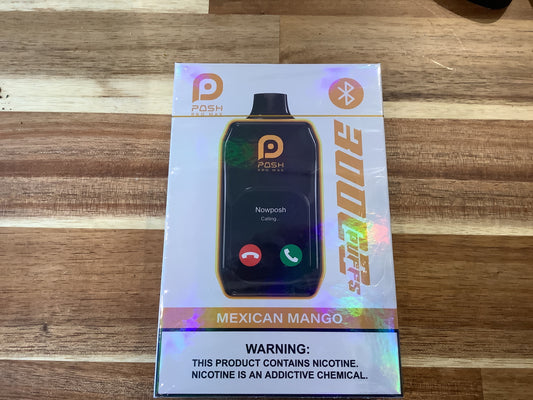 POSH
PRO MAX
POSH
PRO MAX
Nowposh
Calling..
PUFFS
MEXICAN MANGO
WARNING:
THIS PRODUCT CONTAINS NICOTINE.
NICOTINE IS AN ADDICTIVE CHEMICAL.